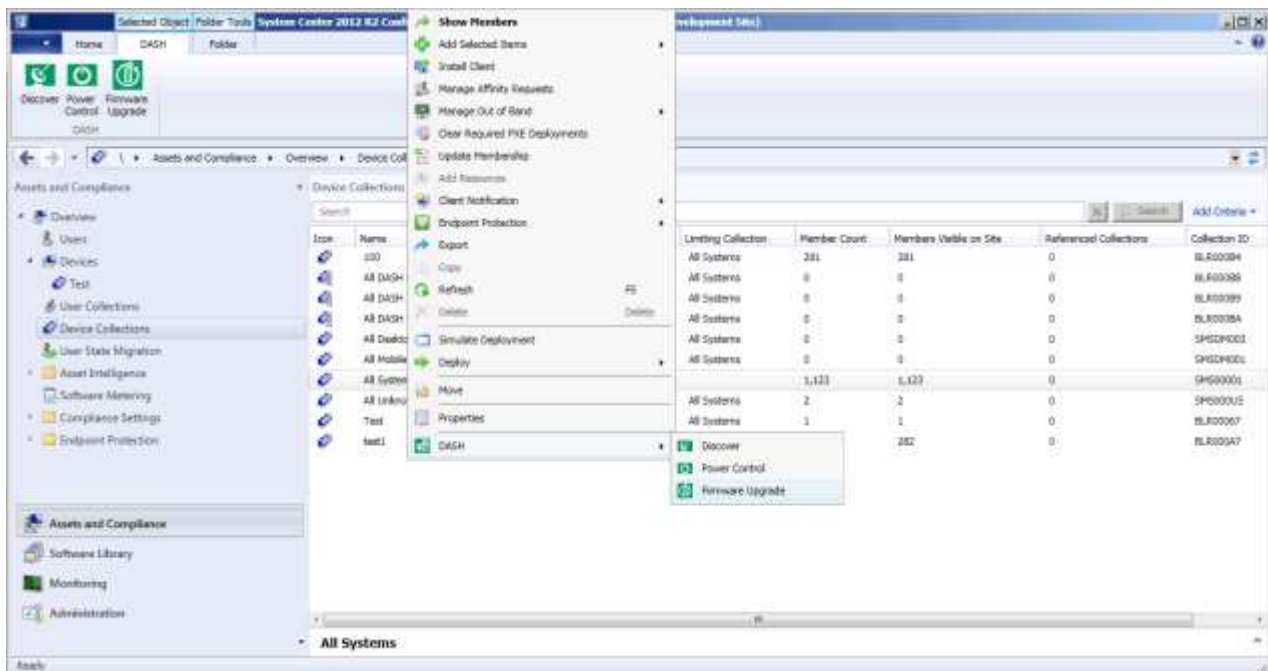 Selected Object Folder Tools System Center 2012 R2 Conf
velopment Site)
Home DASH Folder
Discover Power Control Firmware Upgrade
DASH
\ Assets and Compliance Overview Device Col
Assets and Compliance
Overview
Users
Devices
Test
User Collections
Device Collections
User State Migration
Asset Intelligence
Software Metering
Compliance Settings
Endpoint Protection
Assets and Compliance
Software Library
Monitoring
Administration
Ready
Show Members
Add Selected Items
Install Client
Manage Affinity Requests
Manage Out of Band
Clear Required PXE Deployments
Update Membership
Add Resources
Client Notification
Endpoint Protection
Export
Copy
Refresh F5
Delete Delete
Simulate Deployment
Deploy
Move
Properties
DASH
Discover
Power Control
Firmware Upgrade
Device Collections
Search
Search Add Criteria
Icon Name Limiting Collection Member Count Members Visible on Site Referenced Collections Collection ID
100 All Systems 281 281 0 BLR000B4
All DASH All Systems 0 0 0 BLR000B8
All DASH All Systems 0 0 0 BLR000B9
All DASH All Systems 0 0 0 BLR000BA
All Deskto All Systems 0 0 0 SMSDM003
All Mobile All Systems 0 0 0 SMSDM001
All System 1,123 1,123 0 SMS00001
All Unkno All Systems 2 2 0 SMS000US
Test All Systems 1 1 0 BLR00067
test1 282 0 BLR000A7
All Systems